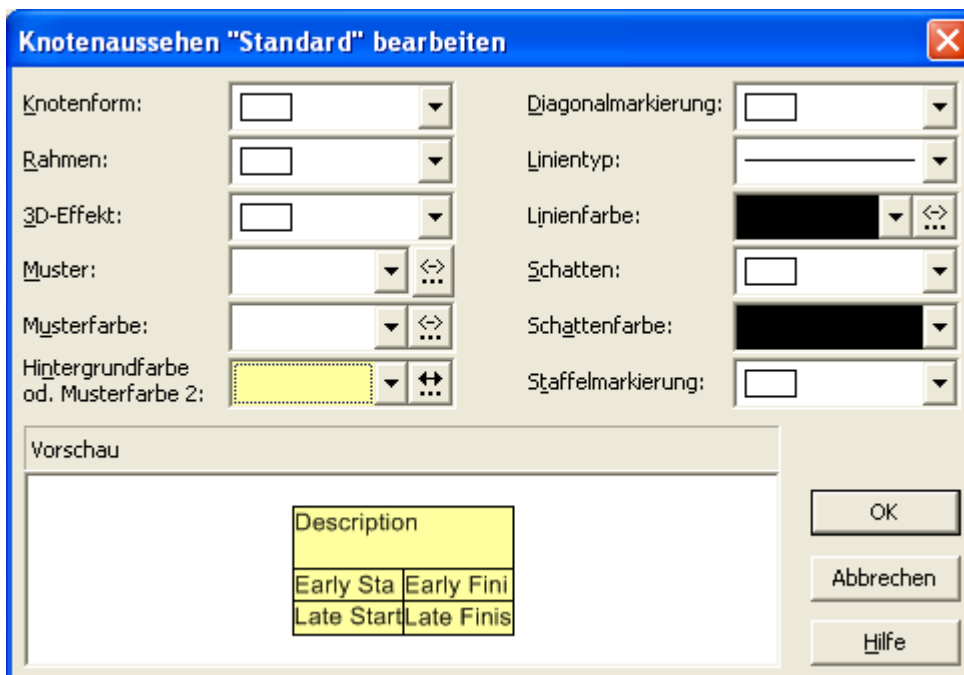 Knotenaussehen "Standard" bearbeiten
Knotenform:
Diagonalmarkierung:
Rahmen:
Linientyp:
3D-Effekt:
Linienfarbe:
Muster:
Schatten:
Musterfarbe:
Schattenfarbe:
Hintergrundfarbe
od. Musterfarbe 2:
Staffelmarkierung:
Vorschau
Description
Early Sta
Early Fini
Late Start
Late Finis
OK
Abbrechen
Hilfe